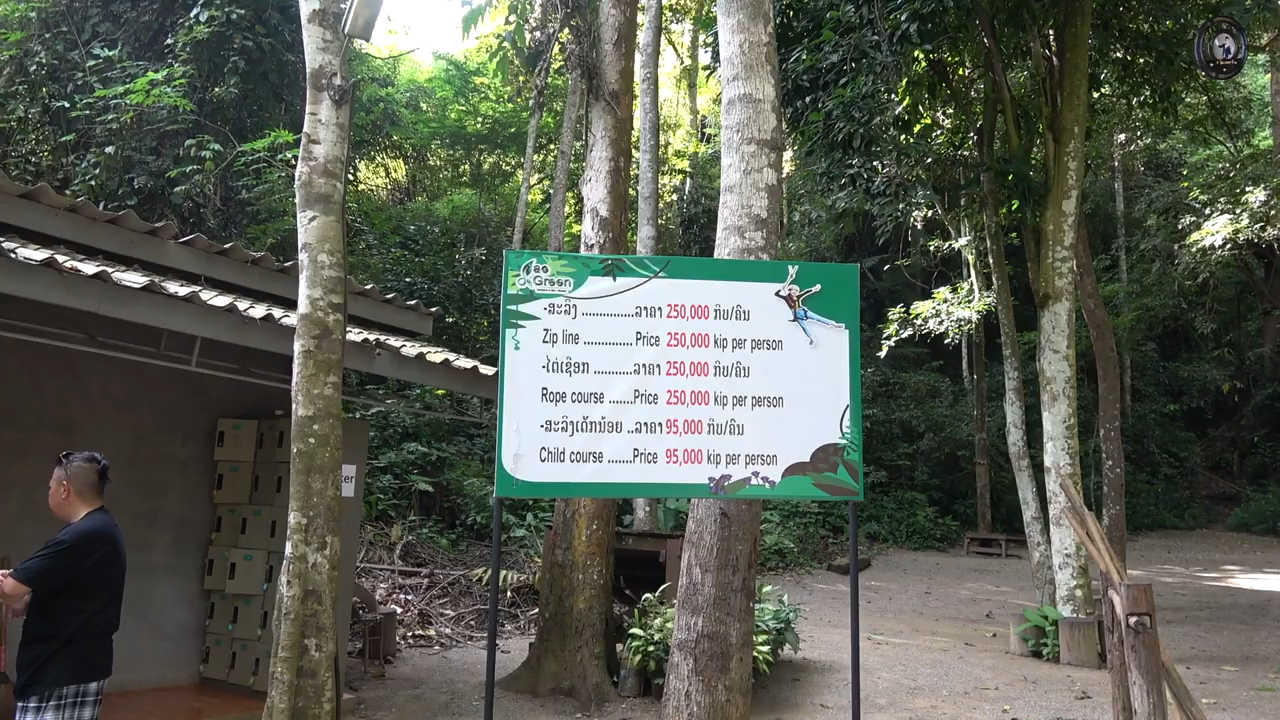 ao
Green
-ສະລິງ ...............ລາຄາ 250,000 ກີບ/ຄົນ
Zip line .............. Price 250,000 kip per person
-ໄຕ່ເຊືອກ ...........ລາຄາ 250,000 ກີບ/ຄົນ
Rope course .......Price 250,000 kip per person
-ສະລິງເດັກນ້ອຍ ..ລາຄາ 95,000 ກີບ/ຄົນ
Child course .......Price 95,000 kip per person
ker